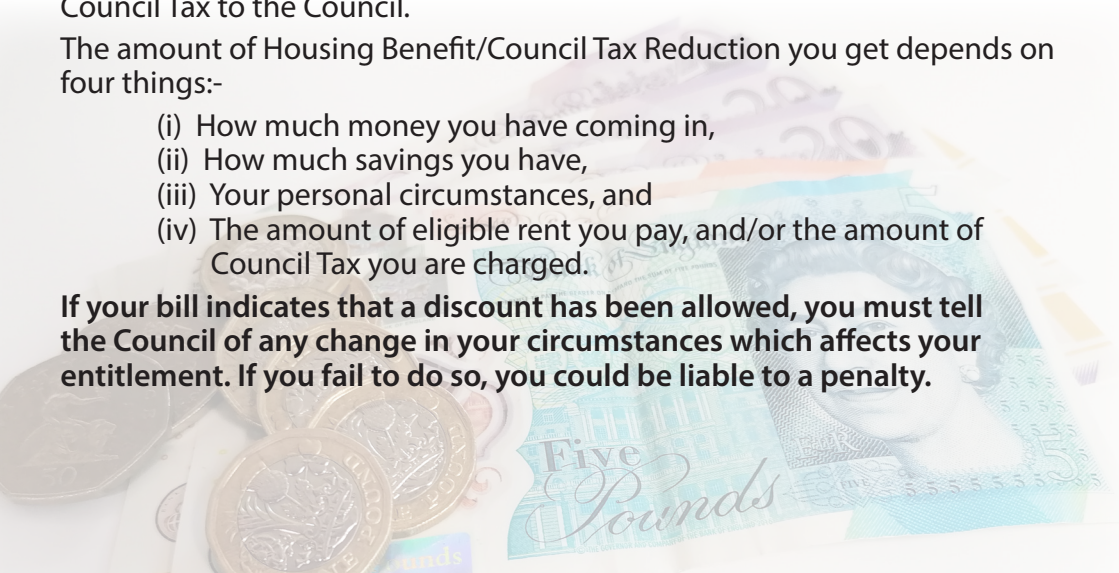 Council Tax to the Council.
The amount of Housing Benefit/Council Tax Reduction you get depends on
four things:-
(i) How much money you have coming in,
(ii) How much savings you have,
(iii) Your personal circumstances, and
(iv) The amount of eligible rent you pay, and/or the amount of
Council Tax you are charged.
If your bill indicates that a discount has been allowed, you must tell
the Council of any change in your circumstances which affects your
entitlement. If you fail to do so, you could be liable to a penalty.
Five
Pounds